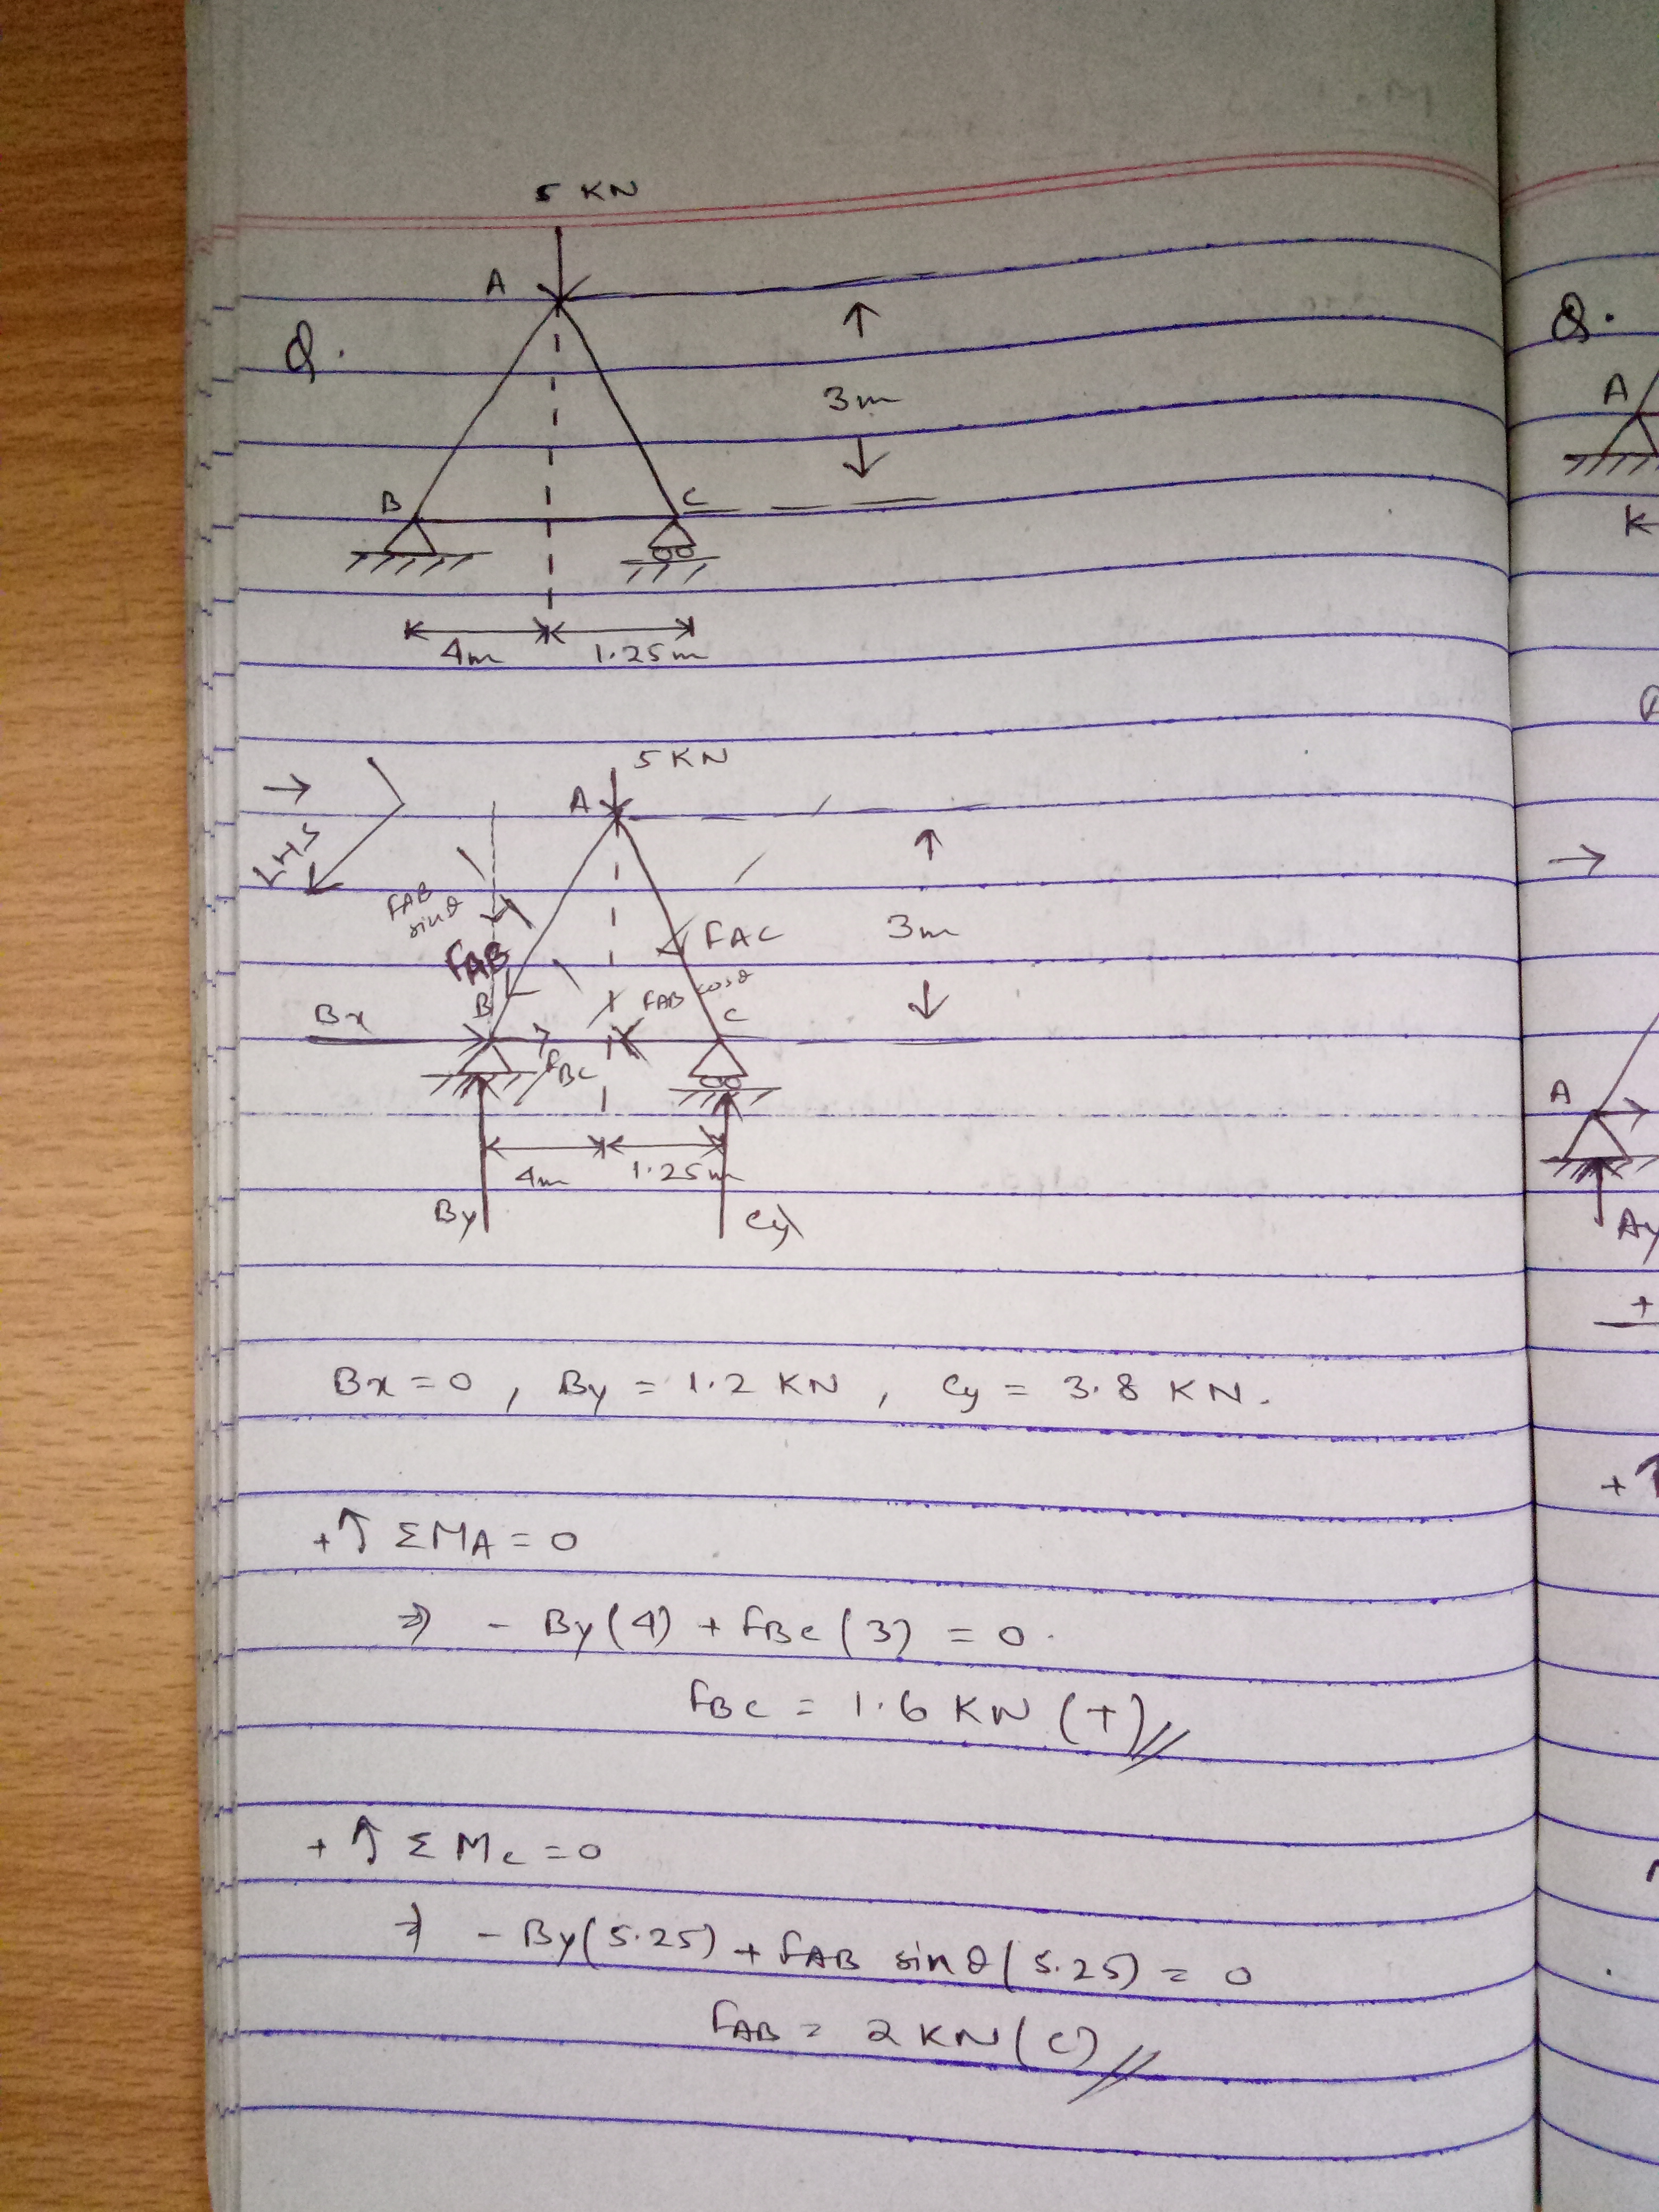 5 KN
A
Q.
3m
B C
4m 1.25m
5 KN
A
LHS
FAB sinθ
FAB
FAC
3m
B
FAB cosθ
Bx
C
FBC
4m 1.25m
By Cy
Bx = 0 , By = 1.2 KN , Cy = 3.8 KN.
+↑ ΣMA = 0
⇒ - By(4) + FBC(3) = 0.
FBC = 1.6 KN (T)//
+↑ ΣMC = 0
⇒ - By(5.25) + FAB sinθ(5.25) = 0
FAB = 2 KN (C)//
Q.
A
A
Ay
+
+↑